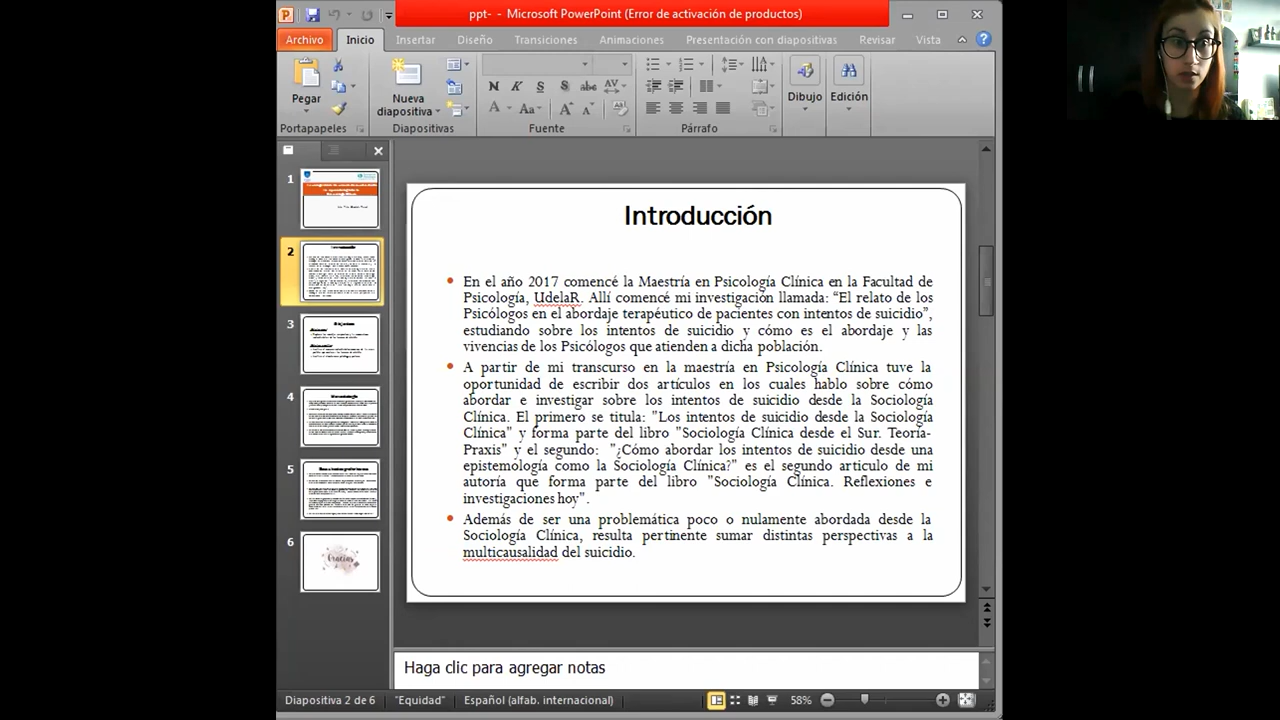 ppt- - Microsoft PowerPoint (Error de activación de productos)
Archivo Inicio Insertar Diseño Transiciones Animaciones Presentación con diapositivas Revisar Vista
Pegar
Nueva diapositiva
Dibujo
Edición
Portapapeles Diapositivas Fuente Párrafo
1
2
3
4
5
6
Gracias
Introducción
En el año 2017 comencé la Maestría en Psicología Clínica en la Facultad de
Psicología, UdelaR. Allí comencé mi investigación llamada: “El relato de los
Psicólogos en el abordaje terapéutico de pacientes con intentos de suicidio”,
estudiando sobre los intentos de suicidio y cómo es el abordaje y las
vivencias de los Psicólogos que atienden a dicha población.
A partir de mi transcurso en la maestría en Psicología Clínica tuve la
oportunidad de escribir dos artículos en los cuales hablo sobre cómo
abordar e investigar sobre los intentos de suicidio desde la Sociología
Clínica. El primero se titula: "Los intentos desuicidio desde la Sociología
Clínica" y forma parte del libro "Sociología Clínica desde el Sur. Teoría-
Praxis" y el segundo: "¿Cómo abordar los intentos de suicidio desde una
epistemología como la Sociología Clínica?" es el segundo articulo de mi
autoría que forma parte del libro "Sociología Clínica. Reflexiones e
investigaciones hoy”.
Además de ser una problemática poco o nulamente abordada desde la
Sociología Clínica, resulta pertinente sumar distintas perspectivas a la
multicausalidad del suicidio.
Haga clic para agregar notas
Diapositiva 2 de 6 "Equidad" Español (alfab. internacional) 58%